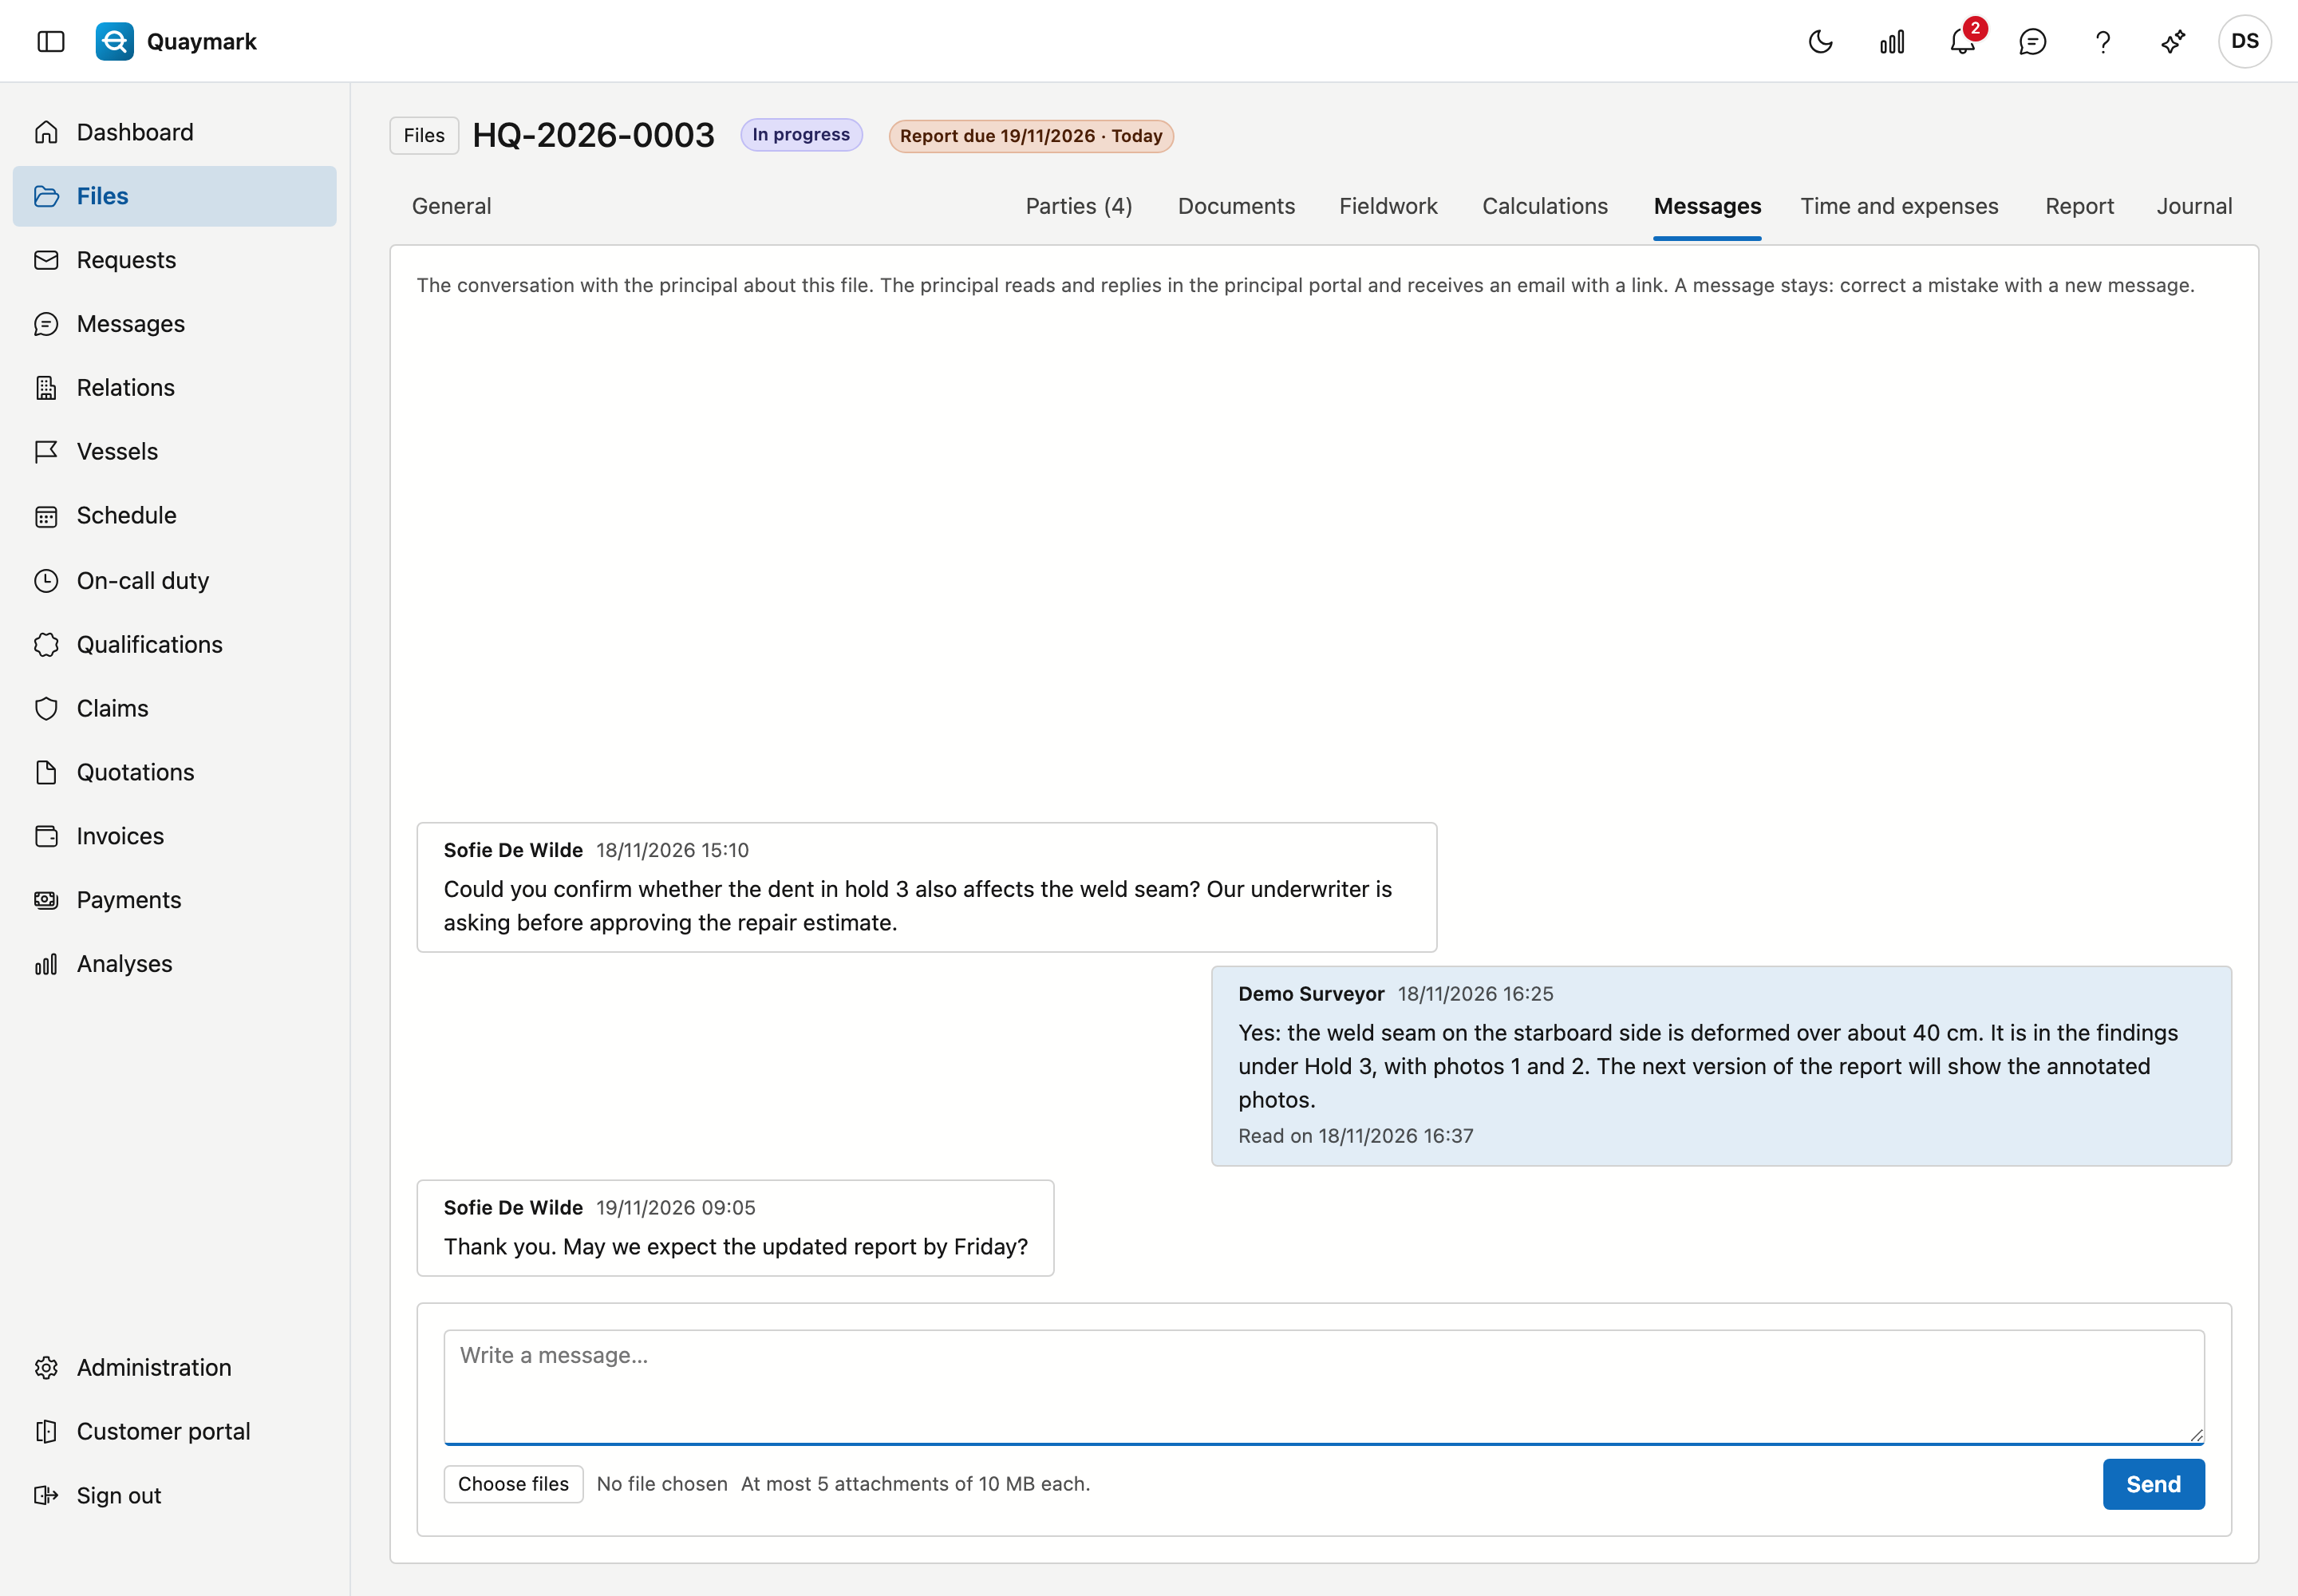 Quaymark
2
DS
Dashboard
Files
Requests
Messages
Relations
Vessels
Schedule
On-call duty
Qualifications
Claims
Quotations
Invoices
Payments
Analyses
Administration
Customer portal
Sign out
Files HQ-2026-0003 In progress Report due 19/11/2026 · Today
General Parties (4) Documents Fieldwork Calculations Messages Time and expenses Report Journal
The conversation with the principal about this file. The principal reads and replies in the principal portal and receives an email with a link. A message stays: correct a mistake with a new message.
Sofie De Wilde 18/11/2026 15:10
Could you confirm whether the dent in hold 3 also affects the weld seam? Our underwriter is
asking before approving the repair estimate.
Demo Surveyor 18/11/2026 16:25
Yes: the weld seam on the starboard side is deformed over about 40 cm. It is in the findings
under Hold 3, with photos 1 and 2. The next version of the report will show the annotated
photos.
Read on 18/11/2026 16:37
Sofie De Wilde 19/11/2026 09:05
Thank you. May we expect the updated report by Friday?
Write a message...
Choose files No file chosen At most 5 attachments of 10 MB each.
Send